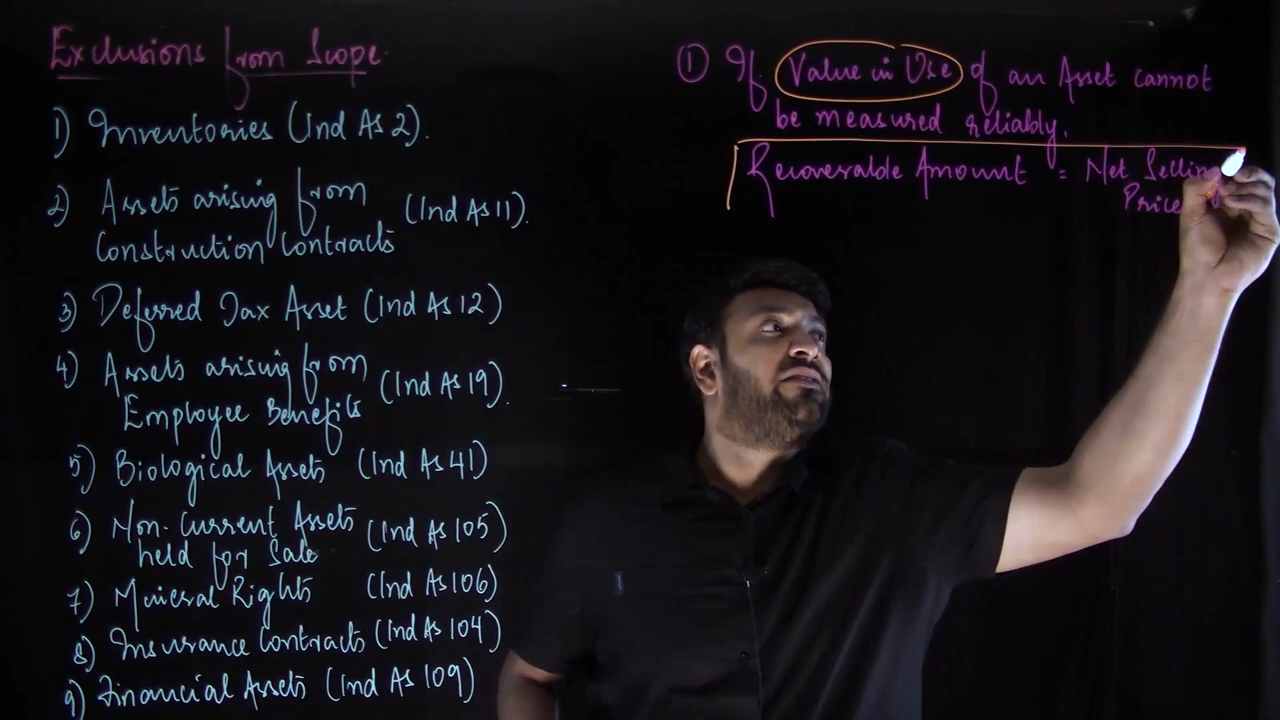 Exclusions from Scope.
1) Inventories (Ind As 2).
2) Assets arising from (Ind As 11).
Construction Contracts
3) Deferred Tax Asset (Ind As 12)
4) Assets arising from (Ind As 19).
Employee Benefits
5) Biological Assets (Ind As 41)
6) Non-Current Assets (Ind As 105)
held for Sale
7) Mineral Rights (Ind As 106)
8) Insurance Contracts (Ind As 104)
9) Financial Assets (Ind As 109)
① If Value in Use of an Asset cannot
be measured reliably.
Recoverable Amount = Net Selling
Price